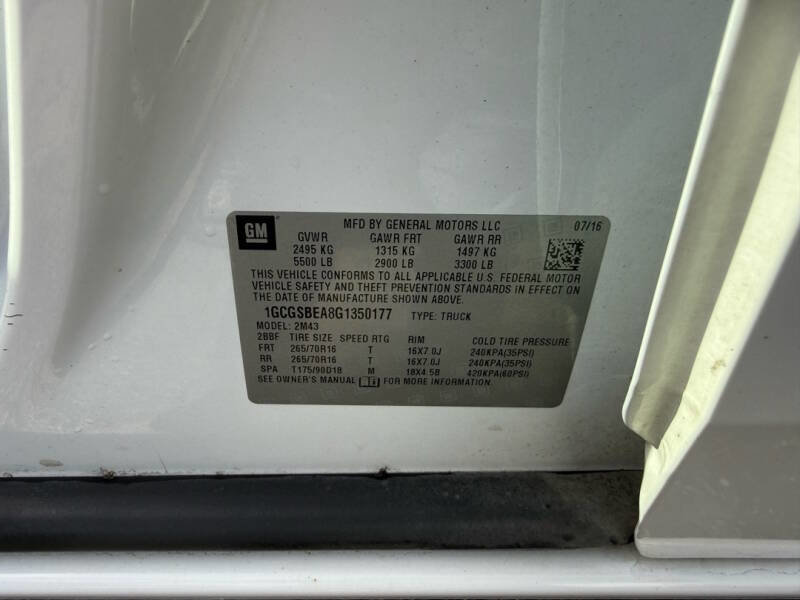 GM
MFD BY GENERAL MOTORS LLC 07/16
GVWR GAWR FRT GAWR RR
2495 KG 1315 KG 1497 KG
5500 LB 2900 LB 3300 LB
THIS VEHICLE CONFORMS TO ALL APPLICABLE U.S. FEDERAL MOTOR
VEHICLE SAFETY AND THEFT PREVENTION STANDARDS IN EFFECT ON
THE DATE OF MANUFACTURE SHOWN ABOVE.
1GCGSBEA8G1350177 TYPE: TRUCK
MODEL: 2M43
2BBF TIRE SIZE SPEED RTG RIM COLD TIRE PRESSURE
FRT 265/70R16 T 16X7.0J 240KPA(35PSI)
RR 265/70R16 T 16X7.0J 240KPA(35PSI)
SPA T175/90D18 M 18X4.5B 420KPA(60PSI)
SEE OWNER'S MANUAL FOR MORE INFORMATION.